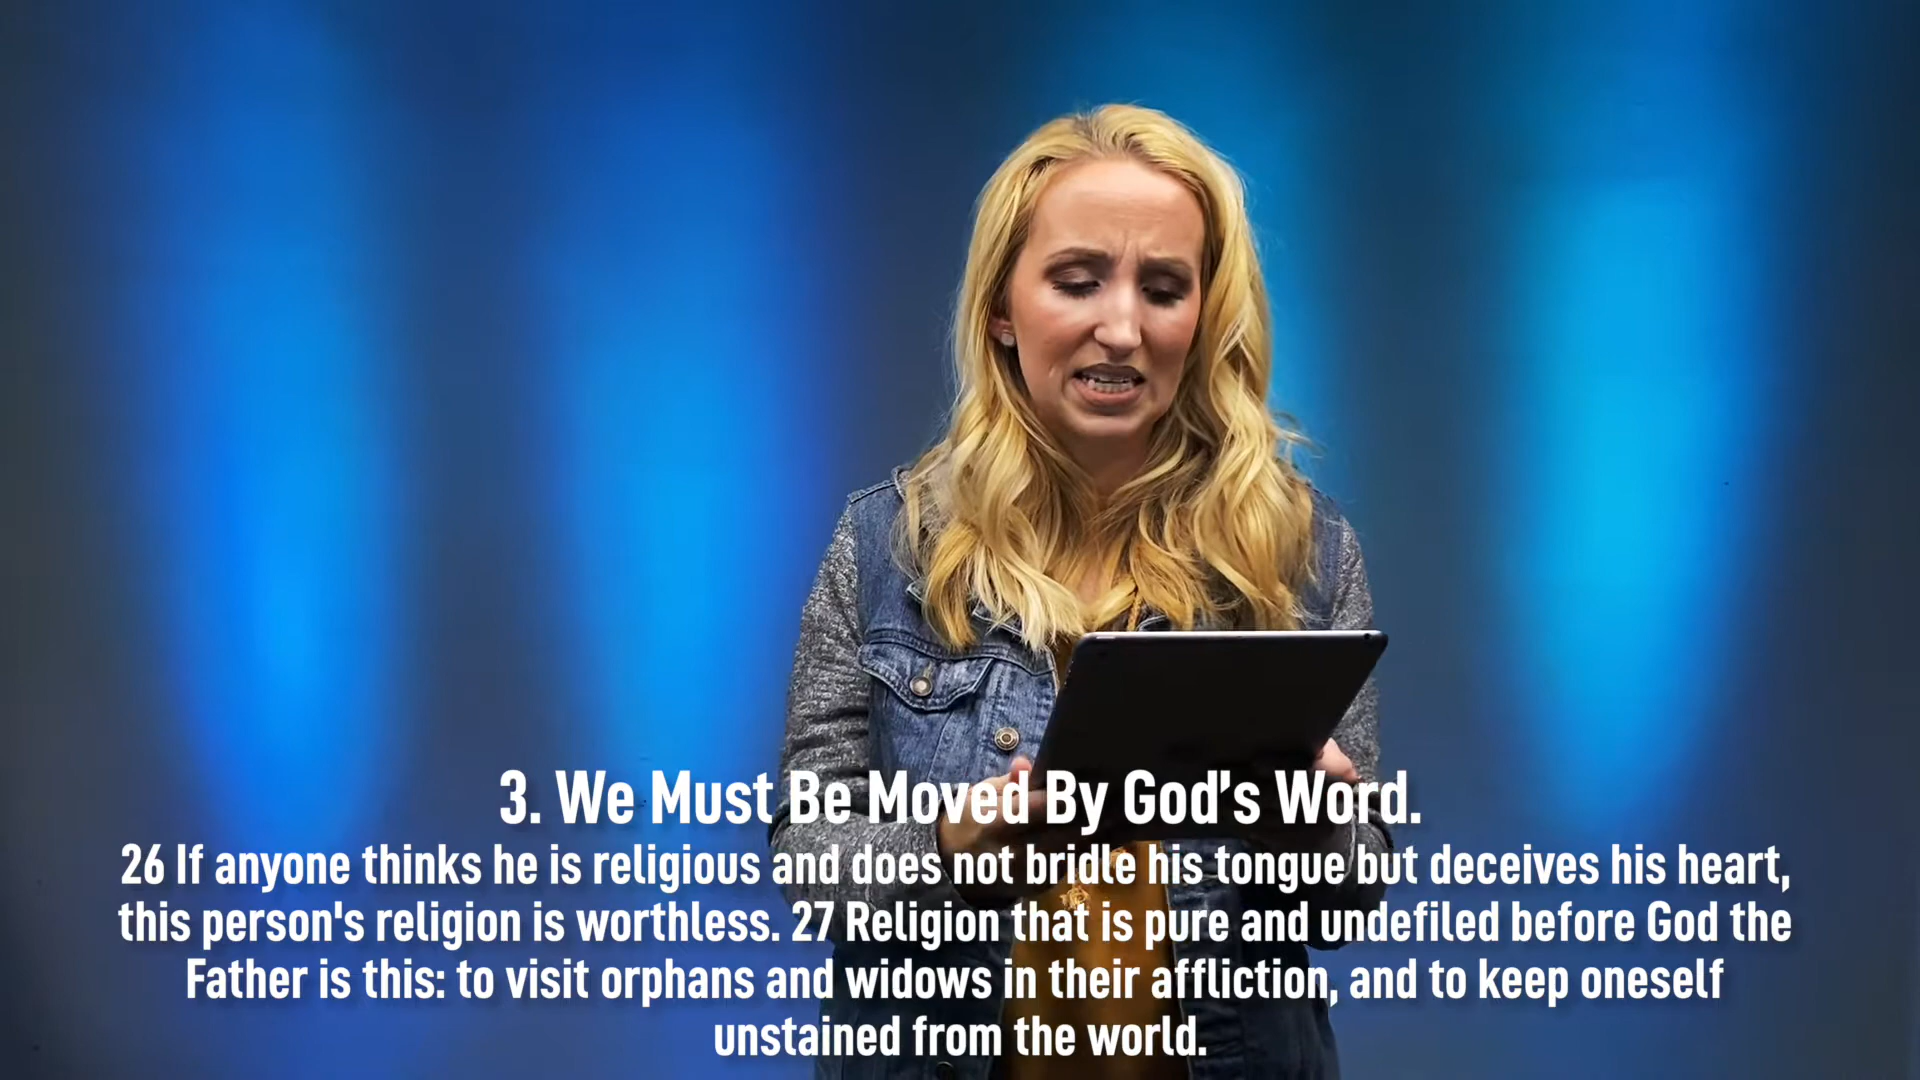 3. We Must Be Moved By God's Word.
26 If anyone thinks he is religious and does not bridle his tongue but deceives his heart,
this person's religion is worthless. 27 Religion that is pure and undefiled before God the
Father is this: to visit orphans and widows in their affliction, and to keep oneself
unstained from the world.